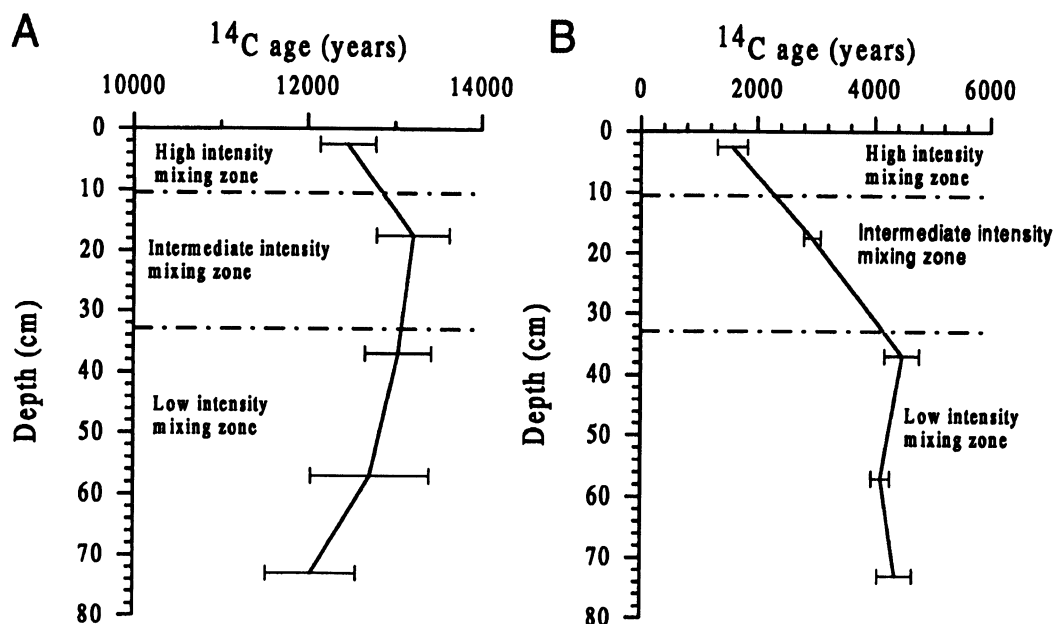 A
14C age (years)
10000 12000 14000
0
10
20
30
40
50
60
70
80
Depth (cm)
High intensity
mixing zone
Intermediate intensity
mixing zone
Low intensity
mixing zone
B
14C age (years)
0 2000 4000 6000
0
10
20
30
40
50
60
70
80
Depth (cm)
High intensity
mixing zone
Intermediate intensity
mixing zone
Low intensity
mixing zone